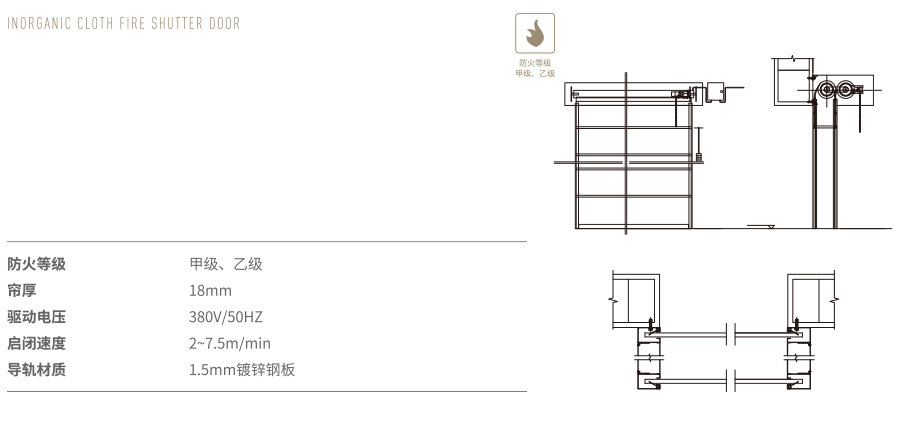 INORGANIC CLOTH FIRE SHUTTER DOOR
防火等级
甲级、乙级
防火等级 甲级、乙级
帘厚 18mm
驱动电压 380V/50HZ
启闭速度 2~7.5m/min
导轨材质 1.5mm镀锌钢板